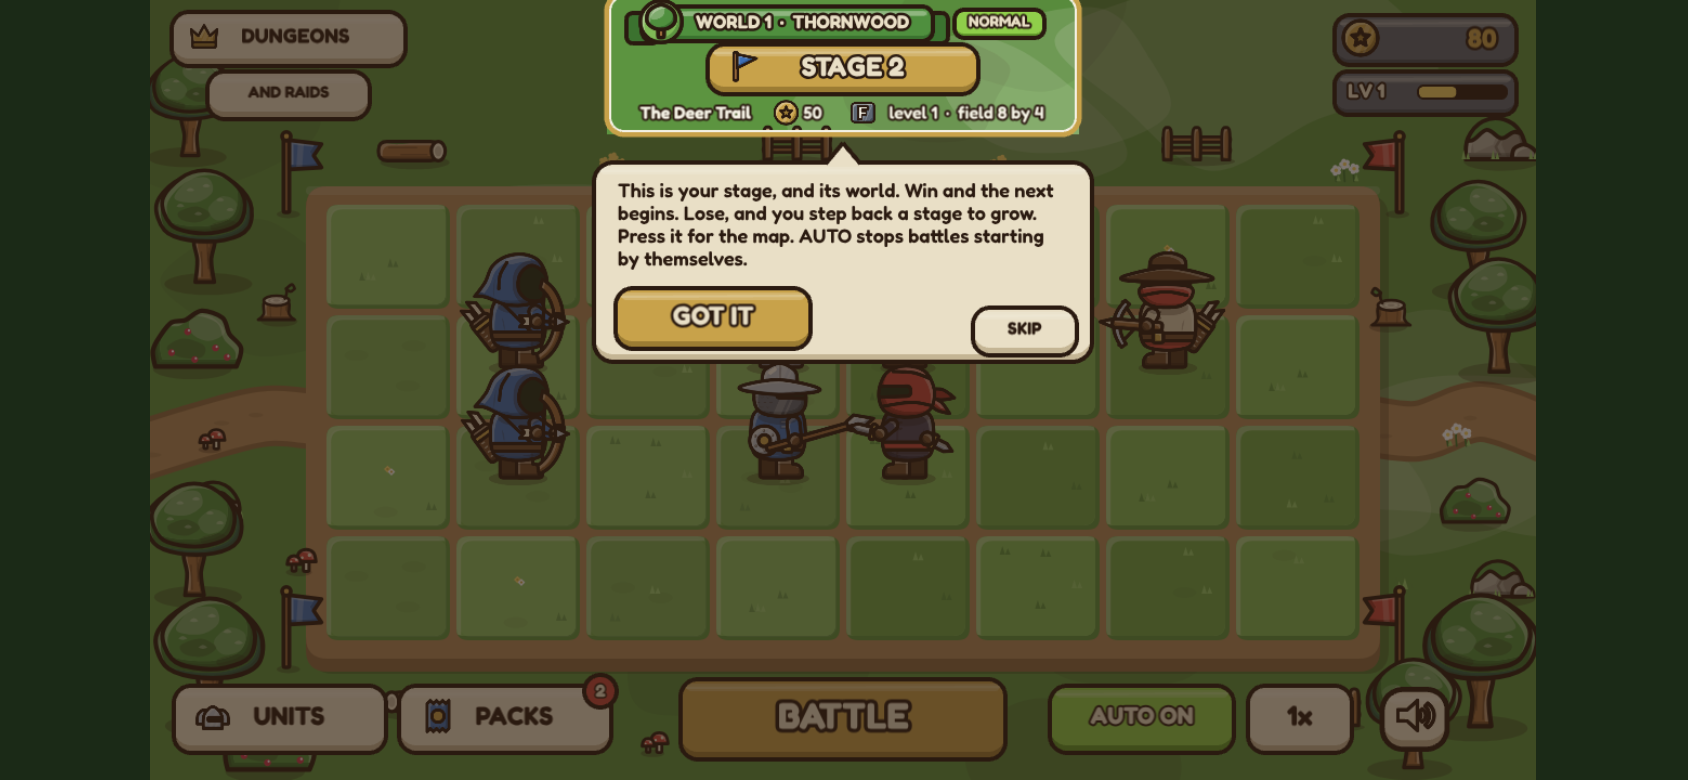 DUNGEONS
AND RAIDS
WORLD 1 · THORNWOOD
NORMAL
STAGE 2
The Deer Trail 50 F level 1 · field 8 by 4
80
LV 1
This is your stage, and its world. Win and the next
begins. Lose, and you step back a stage to grow.
Press it for the map. AUTO stops battles starting
by themselves.
GOT IT
SKIP
UNITS
PACKS
2
BATTLE
AUTO ON
1x